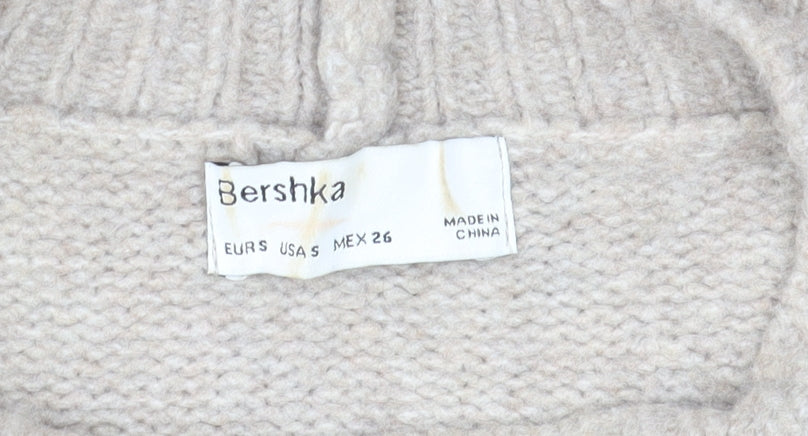 Bershka
EUR S USA S MEX 26
MADE IN
CHINA